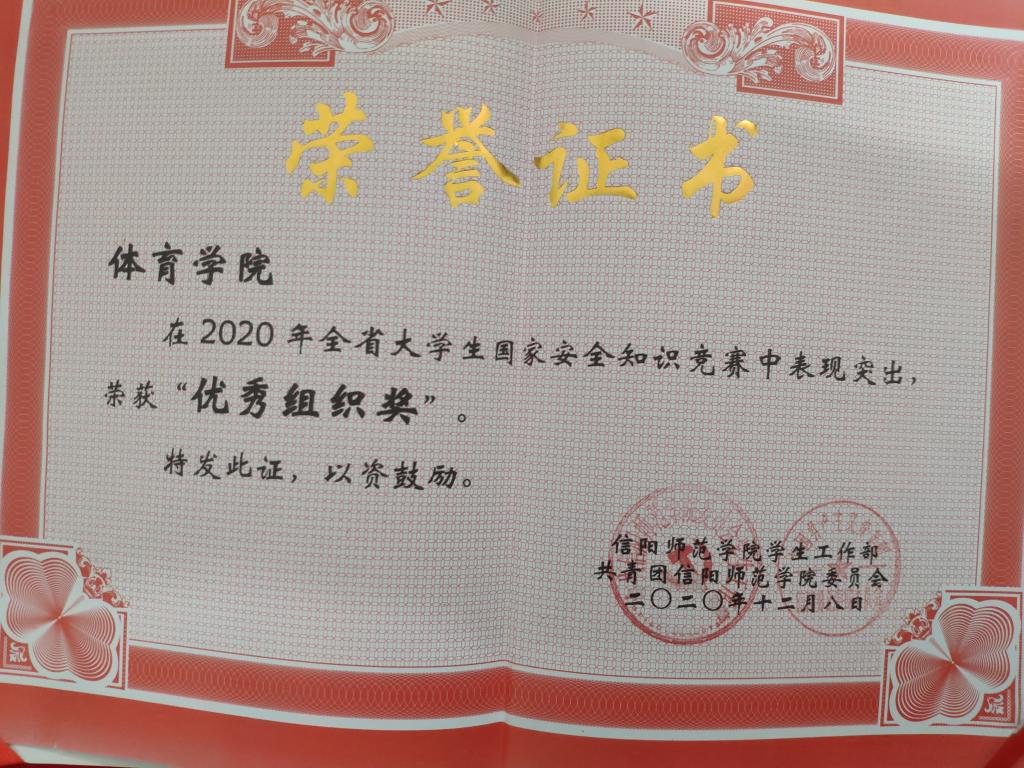 荣誉证书
体育学院
在 2020 年全省大学生国家安全知识竞赛中表现突出，
荣获“优秀组织奖”。
特发此证，以资鼓励。
信阳师范学院学生工作部
共青团信阳师范学院委员会
二〇二〇年十二月八日